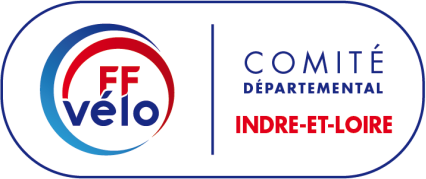 FF
vélo
COMITÉ
DÉPARTEMENTAL
INDRE-ET-LOIRE